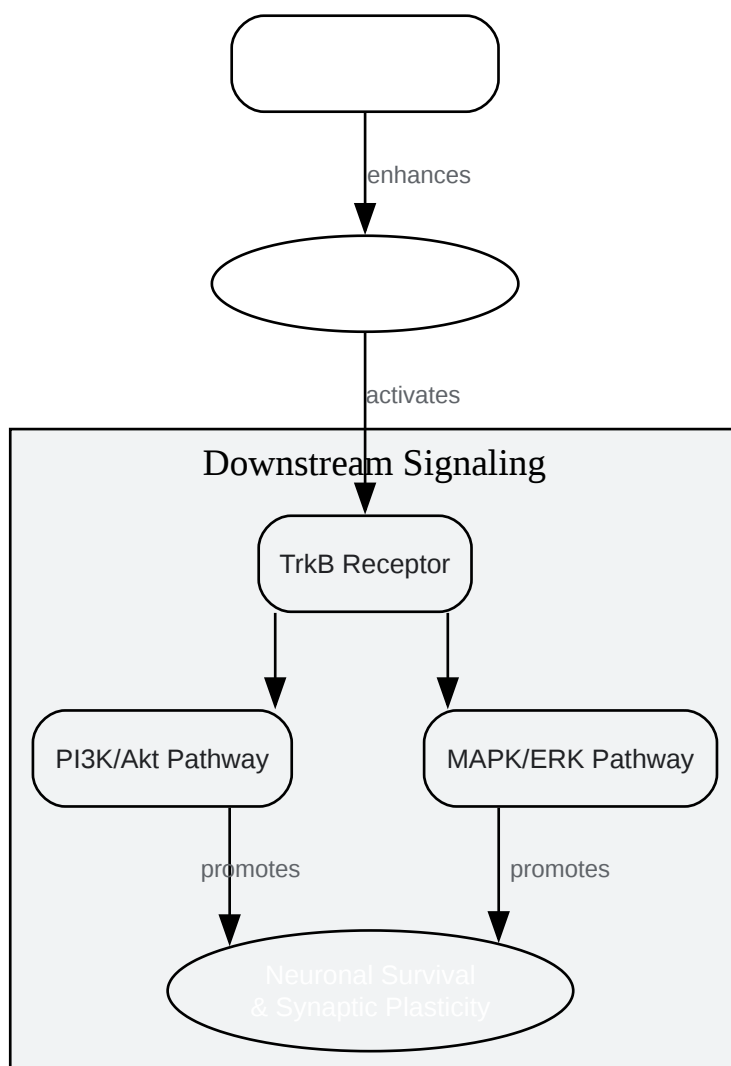 enhances
activates
Downstream Signaling
TrkB Receptor
PI3K/Akt Pathway
MAPK/ERK Pathway
promotes
promotes
Neuronal Survival
& Synaptic Plasticity